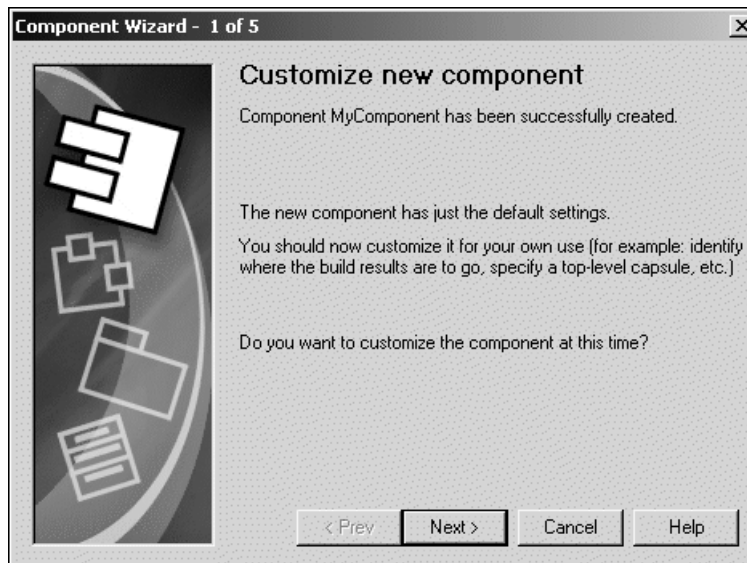 Component Wizard - 1 of 5
Customize new component
Component MyComponent has been successfully created.
The new component has just the default settings.
You should now customize it for your own use (for example: identify
where the build results are to go, specify a top-level capsule, etc.)
Do you want to customize the component at this time?
< Prev Next > Cancel Help